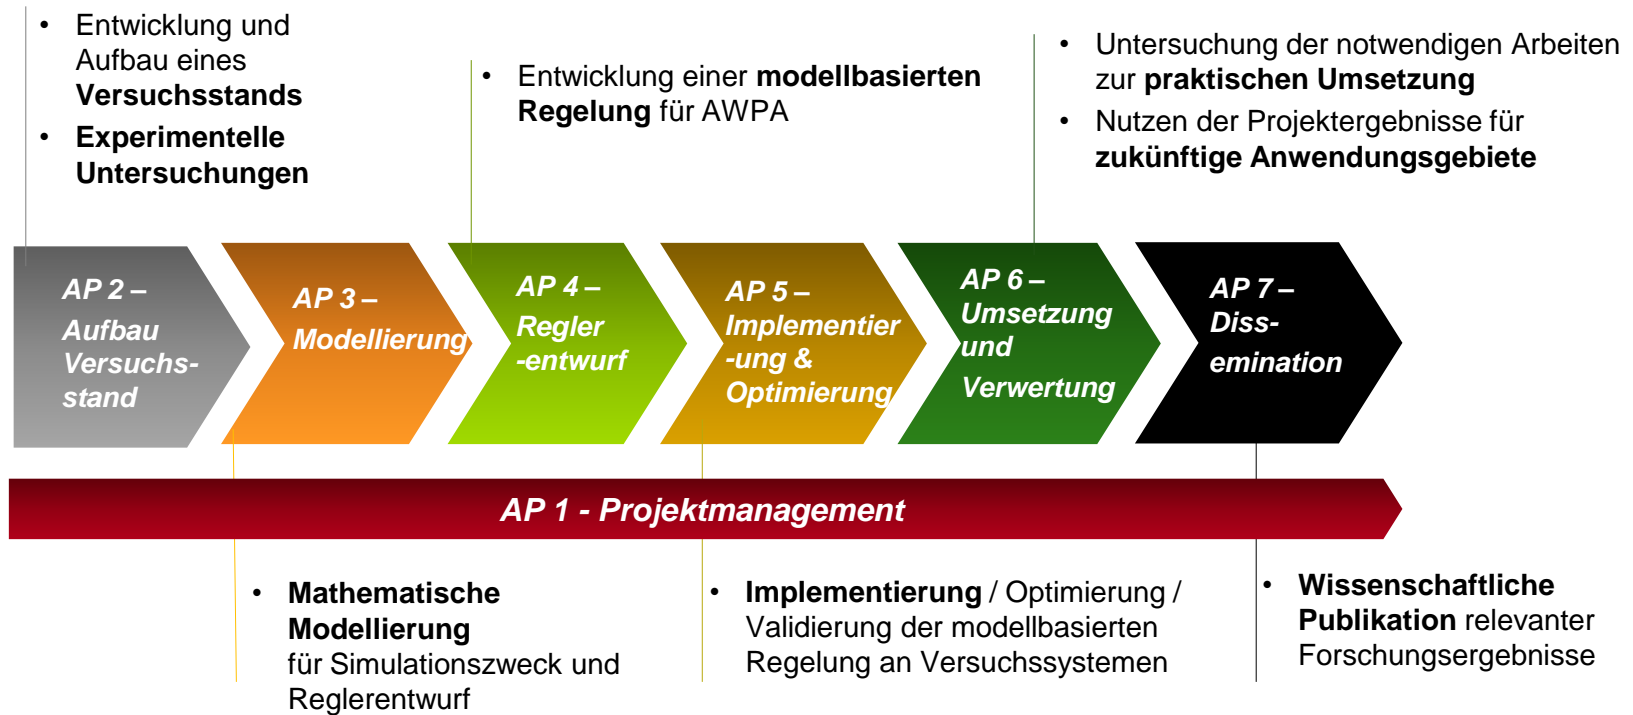 • Entwicklung und
Aufbau eines
Versuchsstands
• Experimentelle
Untersuchungen
• Entwicklung einer modellbasierten
Regelung für AWPA
• Untersuchung der notwendigen Arbeiten
zur praktischen Umsetzung
• Nutzen der Projektergebnisse für
zukünftige Anwendungsgebiete
AP 2 –
Aufbau
Versuchs-
stand
AP 3 –
Modellierung
AP 4 –
Regler
-entwurf
AP 5 –
Implementier
-ung &
Optimierung
AP 6 –
Umsetzung
und
Verwertung
AP 7 –
Diss-
emination
AP 1 - Projektmanagement
• Mathematische
Modellierung
für Simulationszweck und
Reglerentwurf
• Implementierung / Optimierung /
Validierung der modellbasierten
Regelung an Versuchssystemen
• Wissenschaftliche
Publikation relevanter
Forschungsergebnisse